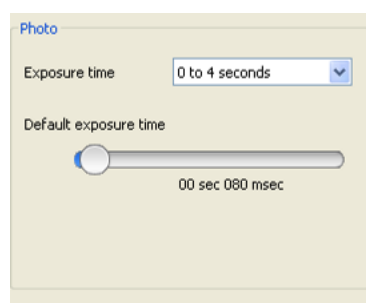 Photo
Exposure time 0 to 4 seconds
Default exposure time
00 sec 080 msec